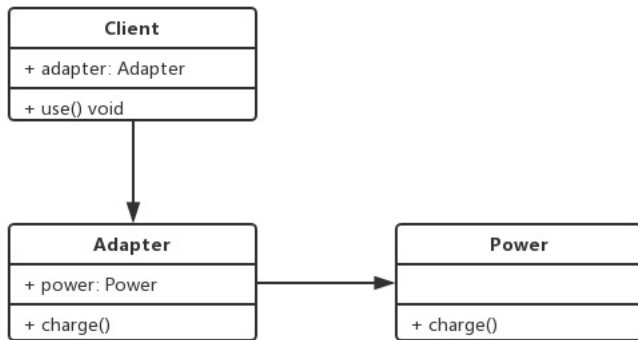 Client
+ adapter: Adapter
+ use() void
Adapter
+ power: Power
+ charge()
Power
+ charge()